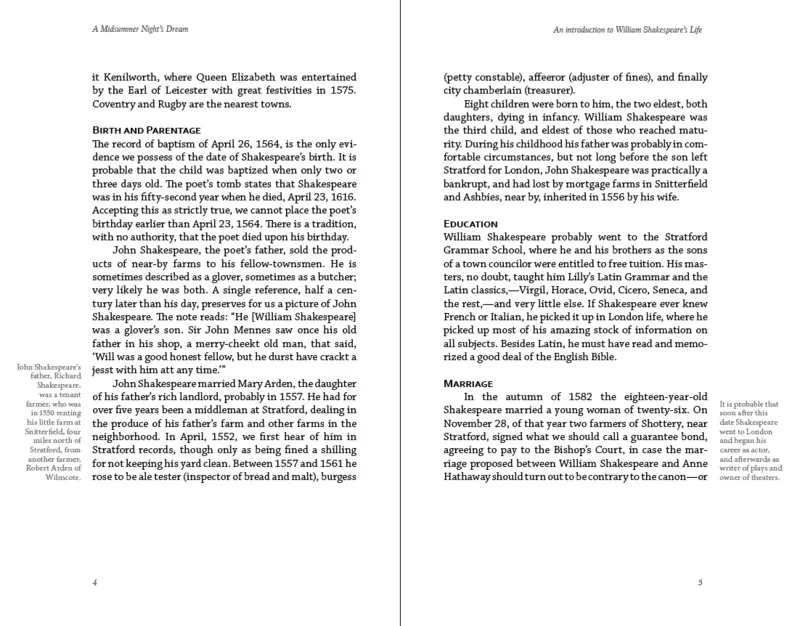 A Midsummer Night's Dream
it Kenilworth, where Queen Elizabeth was entertained
by the Earl of Leicester with great festivities in 1575.
Coventry and Rugby are the nearest towns.
Birth and Parentage
The record of baptism of April 26, 1564, is the only evi-
dence we possess of the date of Shakespeare's birth. It is
probable that the child was baptized when only two or
three days old. The poet's tomb states that Shakespeare
was in his fifty-second year when he died, April 23, 1616.
Accepting this as strictly true, we cannot place the poet's
birthday earlier than April 23, 1564. There is a tradition,
with no authority, that the poet died upon his birthday.
John Shakespeare, the poet's father, sold the prod-
ucts of near-by farms to his fellow-townsmen. He is
sometimes described as a glover, sometimes as a butcher;
very likely he was both. A single reference, half a cen-
tury later than his day, preserves for us a picture of John
Shakespeare. The note reads: “He [William Shakespeare]
was a glover's son. Sir John Mennes saw once his old
father in his shop, a merry-cheekt old man, that said,
‘Will was a good honest fellow, but he durst have crackt a
jesst with him att any time.’”
John Shakespeare married Mary Arden, the daughter
of his father's rich landlord, probably in 1557. He had for
over five years been a middleman at Stratford, dealing in
the produce of his father's farm and other farms in the
neighborhood. In April, 1552, we first hear of him in
Stratford records, though only as being fined a shilling
for not keeping his yard clean. Between 1557 and 1561 he
rose to be ale tester (inspector of bread and malt), burgess
John Shakespeare's
father, Richard
Shakespeare,
was a tenant
farmer, who was
in 1550 renting
his little farm at
Snitterfield, four
miles north of
Stratford, from
another farmer,
Robert Arden of
Wilmcote.
4
An introduction to William Shakespeare's Life
(petty constable), affeeror (adjuster of fines), and finally
city chamberlain (treasurer).
Eight children were born to him, the two eldest, both
daughters, dying in infancy. William Shakespeare was
the third child, and eldest of those who reached matu-
rity. During his childhood his father was probably in com-
fortable circumstances, but not long before the son left
Stratford for London, John Shakespeare was practically a
bankrupt, and had lost by mortgage farms in Snitterfield
and Ashbies, near by, inherited in 1556 by his wife.
Education
William Shakespeare probably went to the Stratford
Grammar School, where he and his brothers as the sons
of a town councilor were entitled to free tuition. His mas-
ters, no doubt, taught him Lilly's Latin Grammar and the
Latin classics,—Virgil, Horace, Ovid, Cicero, Seneca, and
the rest,—and very little else. If Shakespeare ever knew
French or Italian, he picked it up in London life, where he
picked up most of his amazing stock of information on
all subjects. Besides Latin, he must have read and memo-
rized a good deal of the English Bible.
Marriage
In the autumn of 1582 the eighteen-year-old
Shakespeare married a young woman of twenty-six. On
November 28, of that year two farmers of Shottery, near
Stratford, signed what we should call a guarantee bond,
agreeing to pay to the Bishop's Court, in case the mar-
riage proposed between William Shakespeare and Anne
Hathaway should turn out to be contrary to the canon—or
It is probable that
soon after this
date Shakespeare
went to London
and began his
career as actor,
and afterwards as
writer of plays and
owner of theaters.
5